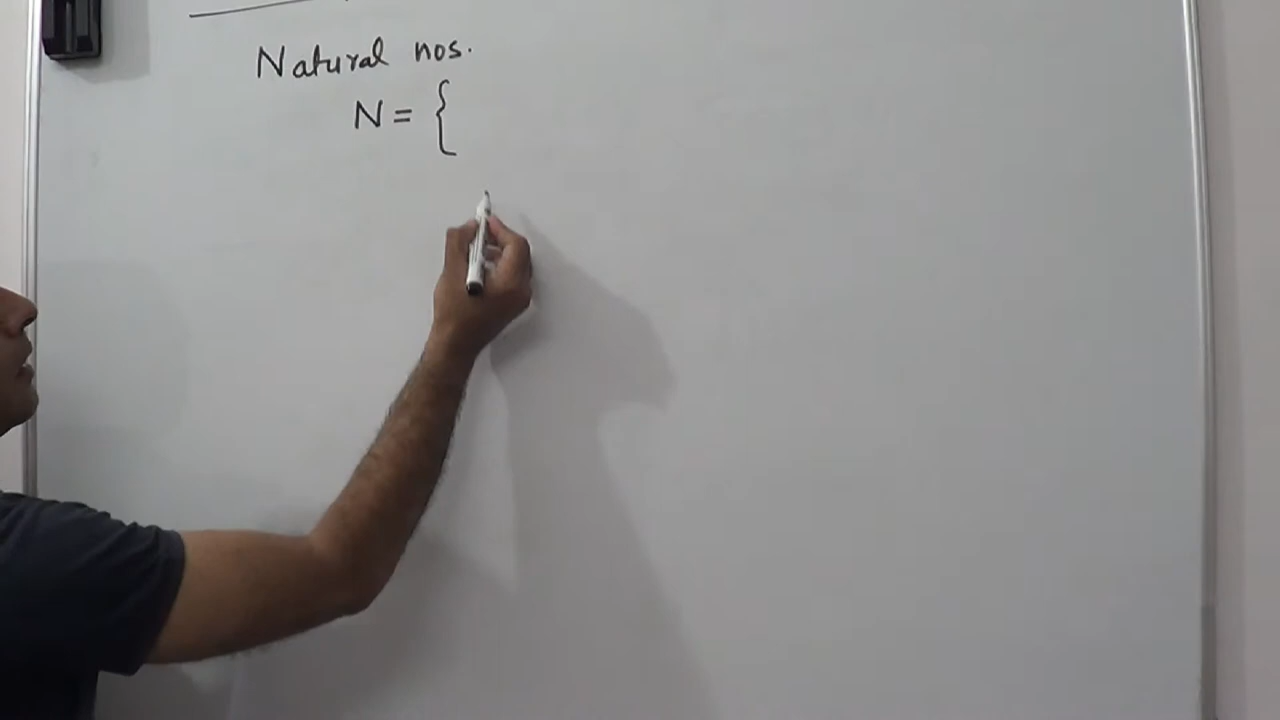 Natural nos.
N = {